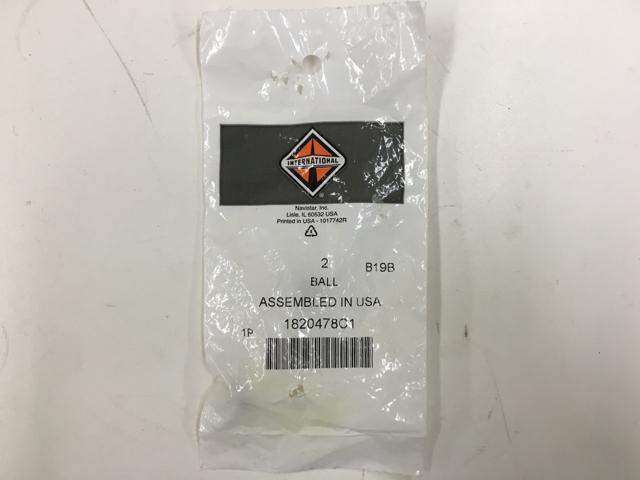 INTERNATIONAL
®
Navistar, Inc.
Lisle, IL 60532 USA
Printed in USA - 1017742R
2
B19B
BALL
ASSEMBLED IN USA
1P
1820478C1